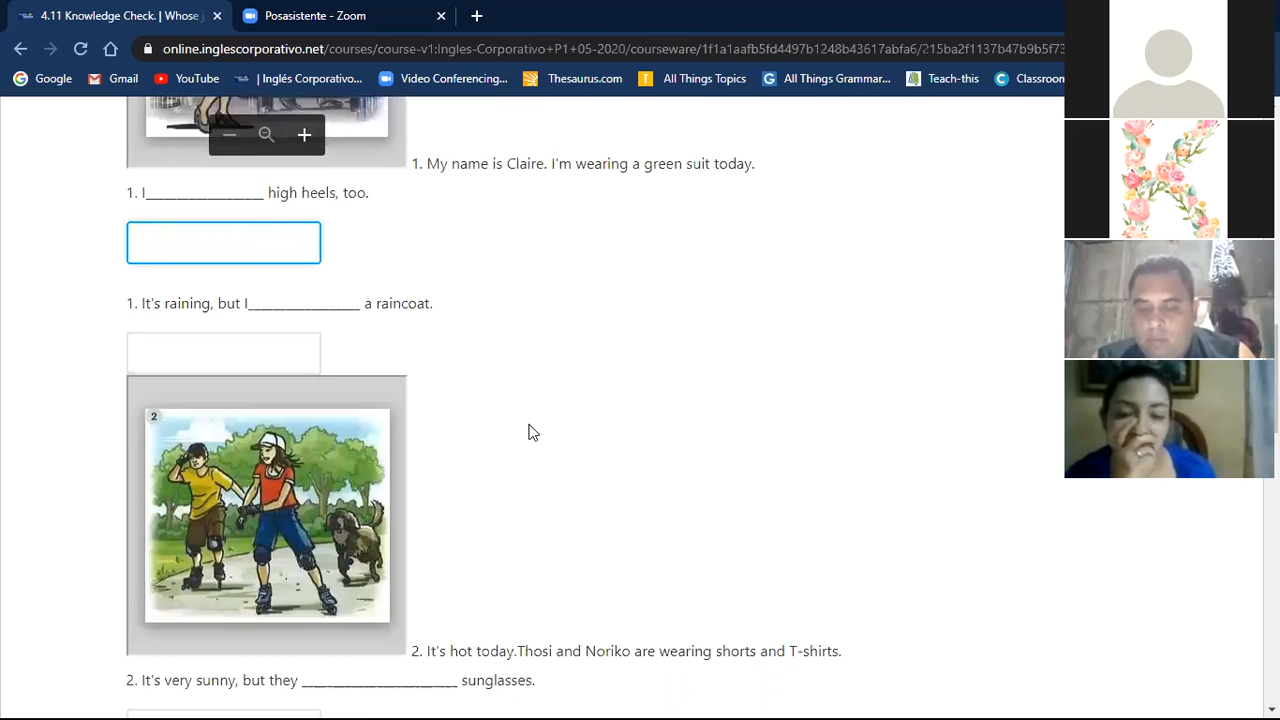 4.11 Knowledge Check. | Whose j
Posasistente - Zoom
online.inglescorporativo.net/courses/course-v1:Ingles-Corporativo+P1+05-2020/courseware/1f1a1aafb5fd4497b1248b43617abfa6/215ba2f1137b47b9b5f73
Google Gmail YouTube | Inglés Corporativo... Video Conferencing... Thesaurus.com All Things Topics All Things Grammar... Teach-this Classroom
1. My name is Claire. I'm wearing a green suit today.
1. I___________________ high heels, too.
1. It's raining, but I__________________ a raincoat.
2
2. It's hot today.Thosi and Noriko are wearing shorts and T-shirts.
2. It's very sunny, but they _________________________ sunglasses.